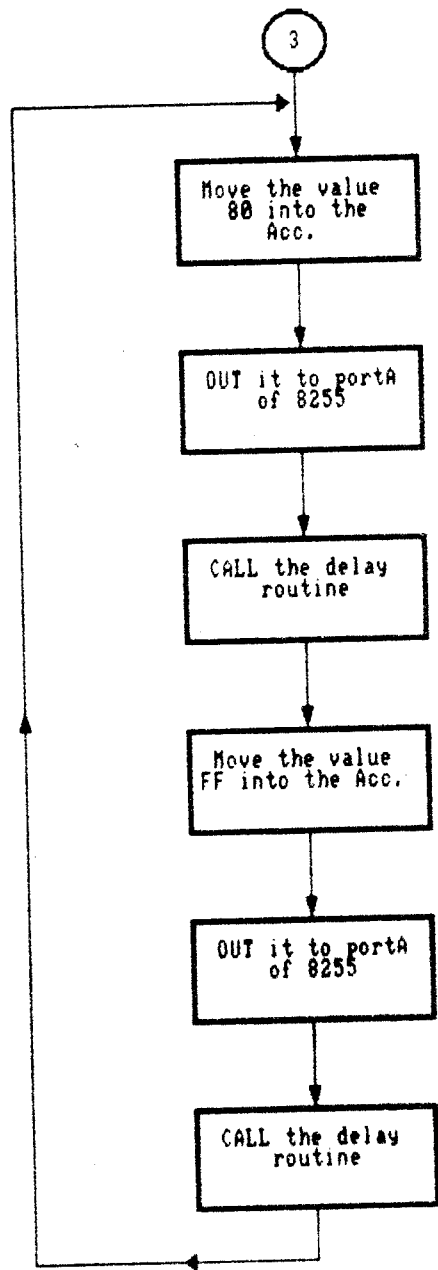 3
Move the value
80 into the
Acc.
OUT it to portA
of 8255
CALL the delay
routine
Move the value
FF into the Acc.
OUT it to portA
of 8255
CALL the delay
routine